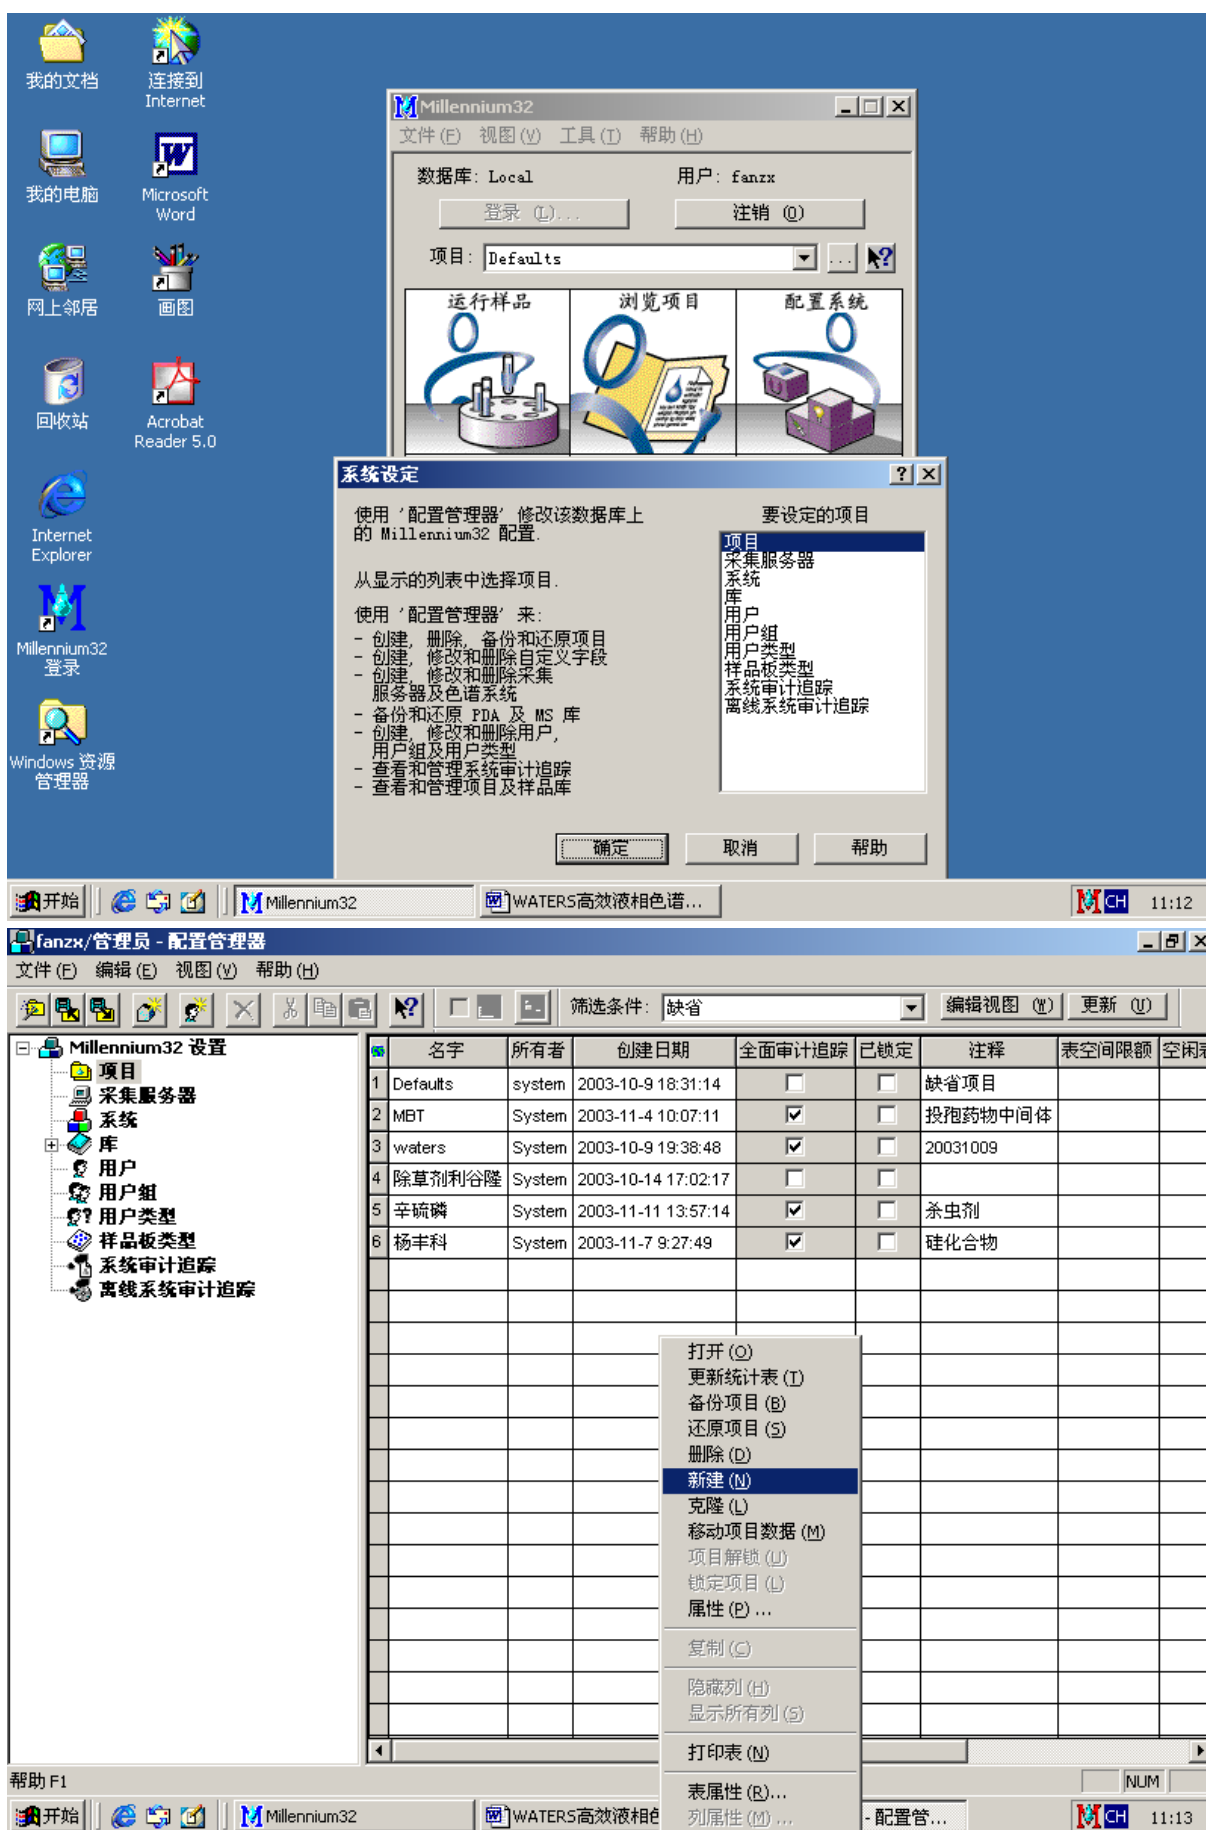 我的文档
连接到
Internet
我的电脑
Microsoft
Word
网上邻居
画图
回收站
Acrobat
Reader 5.0
Internet
Explorer
Millennium32
登录
Windows 资源
管理器
Millennium32
文件(F) 视图(V) 工具(T) 帮助(H)
数据库: Local 用户: fanzx
登录 (L)... 注销 (O)
项目: Defaults ...
运行样品 浏览项目 配置系统
系统设定
使用 '配置管理器' 修改该数据库上
的 Millennium32 配置.
从显示的列表中选择项目.
使用 '配置管理器' 来:
- 创建, 删除, 备份和还原项目
- 创建, 修改和删除自定义字段
- 创建, 修改和删除采集
服务器及色谱系统
- 备份和还原 PDA 及 MS 库
- 创建, 修改和删除用户,
用户组及用户类型
- 查看和管理系统审计追踪
- 查看和管理项目及样品库
要设定的项目
项目
采集服务器
系统
库
用户
用户组
用户类型
样品板类型
系统审计追踪
离线系统审计追踪
确定 取消 帮助
开始 Millennium32 WATERS高效液相色谱... CH 11:12
fanzx/管理员 - 配置管理器
文件(F) 编辑(E) 视图(V) 帮助(H)
筛选条件: 缺省 编辑视图 (W) 更新 (U)
Millennium32 设置
项目
采集服务器
系统
库
用户
用户组
用户类型
样品板类型
系统审计追踪
离线系统审计追踪
名字 所有者 创建日期 全面审计追踪 已锁定 注释 表空间限额 空闲表
1 Defaults system 2003-10-9 18:31:14 缺省项目
2 MBT System 2003-11-4 10:07:11 投孢药物中间体
3 waters System 2003-10-9 19:38:48 20031009
4 除草剂利谷隆 System 2003-10-14 17:02:17
5 辛硫磷 System 2003-11-11 13:57:14 杀虫剂
6 杨丰科 System 2003-11-7 9:27:49 硅化合物
打开(O)
更新统计表(T)
备份项目(B)
还原项目(S)
删除(D)
新建(N)
克隆(L)
移动项目数据(M)
项目解锁(U)
锁定项目(L)
属性(P)...
复制(C)
隐藏列(H)
显示所有列(S)
打印表(N)
表属性(R)...
列属性(M)...
帮助 F1 NUM
开始 Millennium32 WATERS高效液相色 - 配置管... CH 11:13